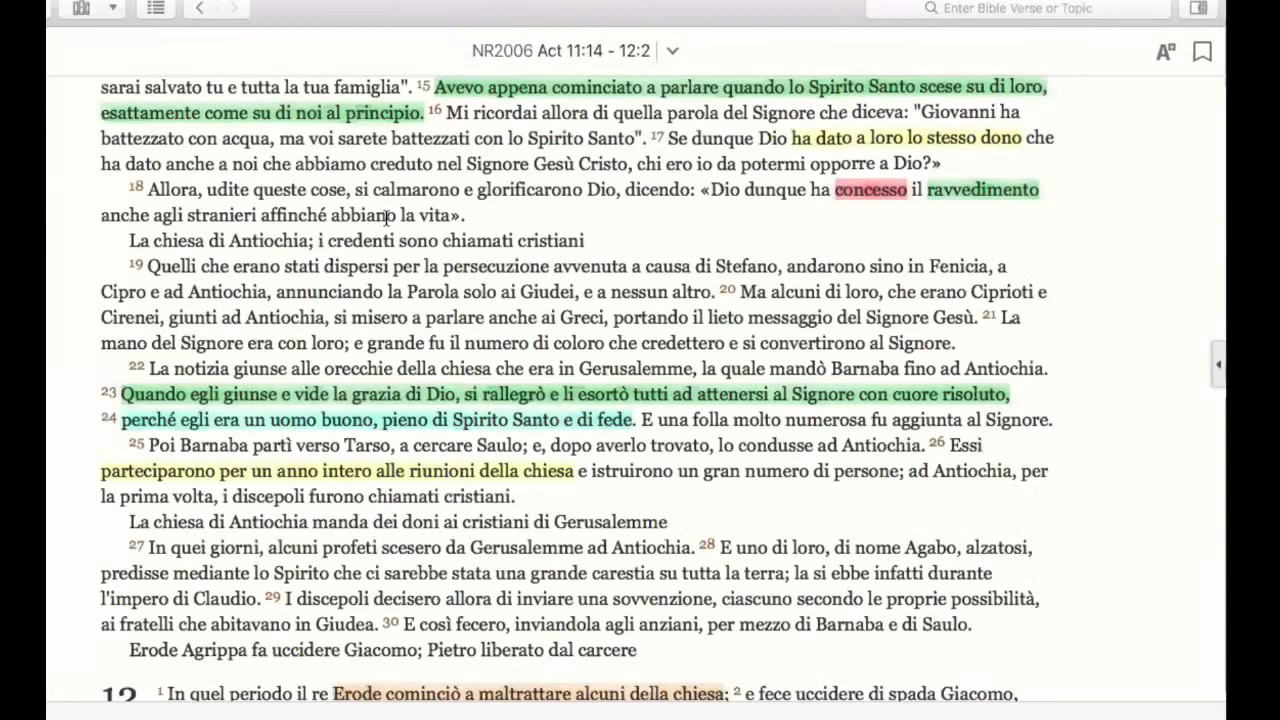 Enter Bible Verse or Topic
NR2006 Act 11:14 - 12:2
sarai salvato tu e tutta la tua famiglia". 15 Avevo appena cominciato a parlare quando lo Spirito Santo scese su di loro,
esattamente come su di noi al principio. 16 Mi ricordai allora di quella parola del Signore che diceva: "Giovanni ha
battezzato con acqua, ma voi sarete battezzati con lo Spirito Santo". 17 Se dunque Dio ha dato a loro lo stesso dono che
ha dato anche a noi che abbiamo creduto nel Signore Gesù Cristo, chi ero io da potermi opporre a Dio?»
18 Allora, udite queste cose, si calmarono e glorificarono Dio, dicendo: «Dio dunque ha concesso il ravvedimento
anche agli stranieri affinché abbiano la vita».
La chiesa di Antiochia; i credenti sono chiamati cristiani
19 Quelli che erano stati dispersi per la persecuzione avvenuta a causa di Stefano, andarono sino in Fenicia, a
Cipro e ad Antiochia, annunciando la Parola solo ai Giudei, e a nessun altro. 20 Ma alcuni di loro, che erano Ciprioti e
Cirenei, giunti ad Antiochia, si misero a parlare anche ai Greci, portando il lieto messaggio del Signore Gesù. 21 La
mano del Signore era con loro; e grande fu il numero di coloro che credettero e si convertirono al Signore.
22 La notizia giunse alle orecchie della chiesa che era in Gerusalemme, la quale mandò Barnaba fino ad Antiochia.
23 Quando egli giunse e vide la grazia di Dio, si rallegrò e li esortò tutti ad attenersi al Signore con cuore risoluto,
24 perché egli era un uomo buono, pieno di Spirito Santo e di fede. E una folla molto numerosa fu aggiunta al Signore.
25 Poi Barnaba partì verso Tarso, a cercare Saulo; e, dopo averlo trovato, lo condusse ad Antiochia. 26 Essi
parteciparono per un anno intero alle riunioni della chiesa e istruirono un gran numero di persone; ad Antiochia, per
la prima volta, i discepoli furono chiamati cristiani.
La chiesa di Antiochia manda dei doni ai cristiani di Gerusalemme
27 In quei giorni, alcuni profeti scesero da Gerusalemme ad Antiochia. 28 E uno di loro, di nome Agabo, alzatosi,
predisse mediante lo Spirito che ci sarebbe stata una grande carestia su tutta la terra; la si ebbe infatti durante
l'impero di Claudio. 29 I discepoli decisero allora di inviare una sovvenzione, ciascuno secondo le proprie possibilità,
ai fratelli che abitavano in Giudea. 30 E così fecero, inviandola agli anziani, per mezzo di Barnaba e di Saulo.
Erode Agrippa fa uccidere Giacomo; Pietro liberato dal carcere
12 1 In quel periodo il re Erode cominciò a maltrattare alcuni della chiesa; 2 e fece uccidere di spada Giacomo,